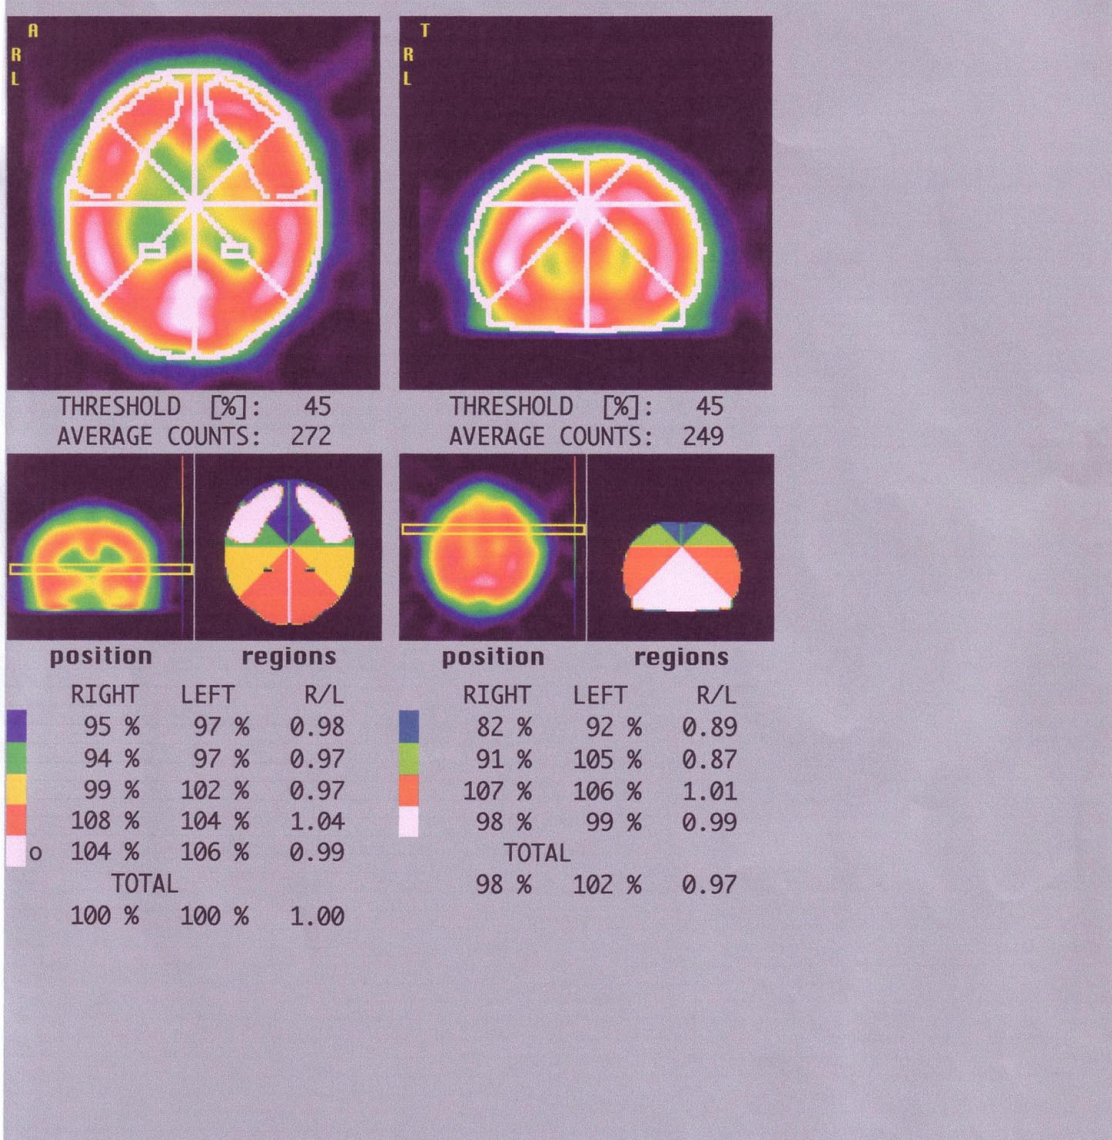 A
R
L
THRESHOLD [%]: 45
AVERAGE COUNTS: 272
position regions
RIGHT LEFT R/L
95 % 97 % 0.98
94 % 97 % 0.97
99 % 102 % 0.97
108 % 104 % 1.04
o 104 % 106 % 0.99
TOTAL
100 % 100 % 1.00
T
R
L
THRESHOLD [%]: 45
AVERAGE COUNTS: 249
position regions
RIGHT LEFT R/L
82 % 92 % 0.89
91 % 105 % 0.87
107 % 106 % 1.01
98 % 99 % 0.99
TOTAL
98 % 102 % 0.97